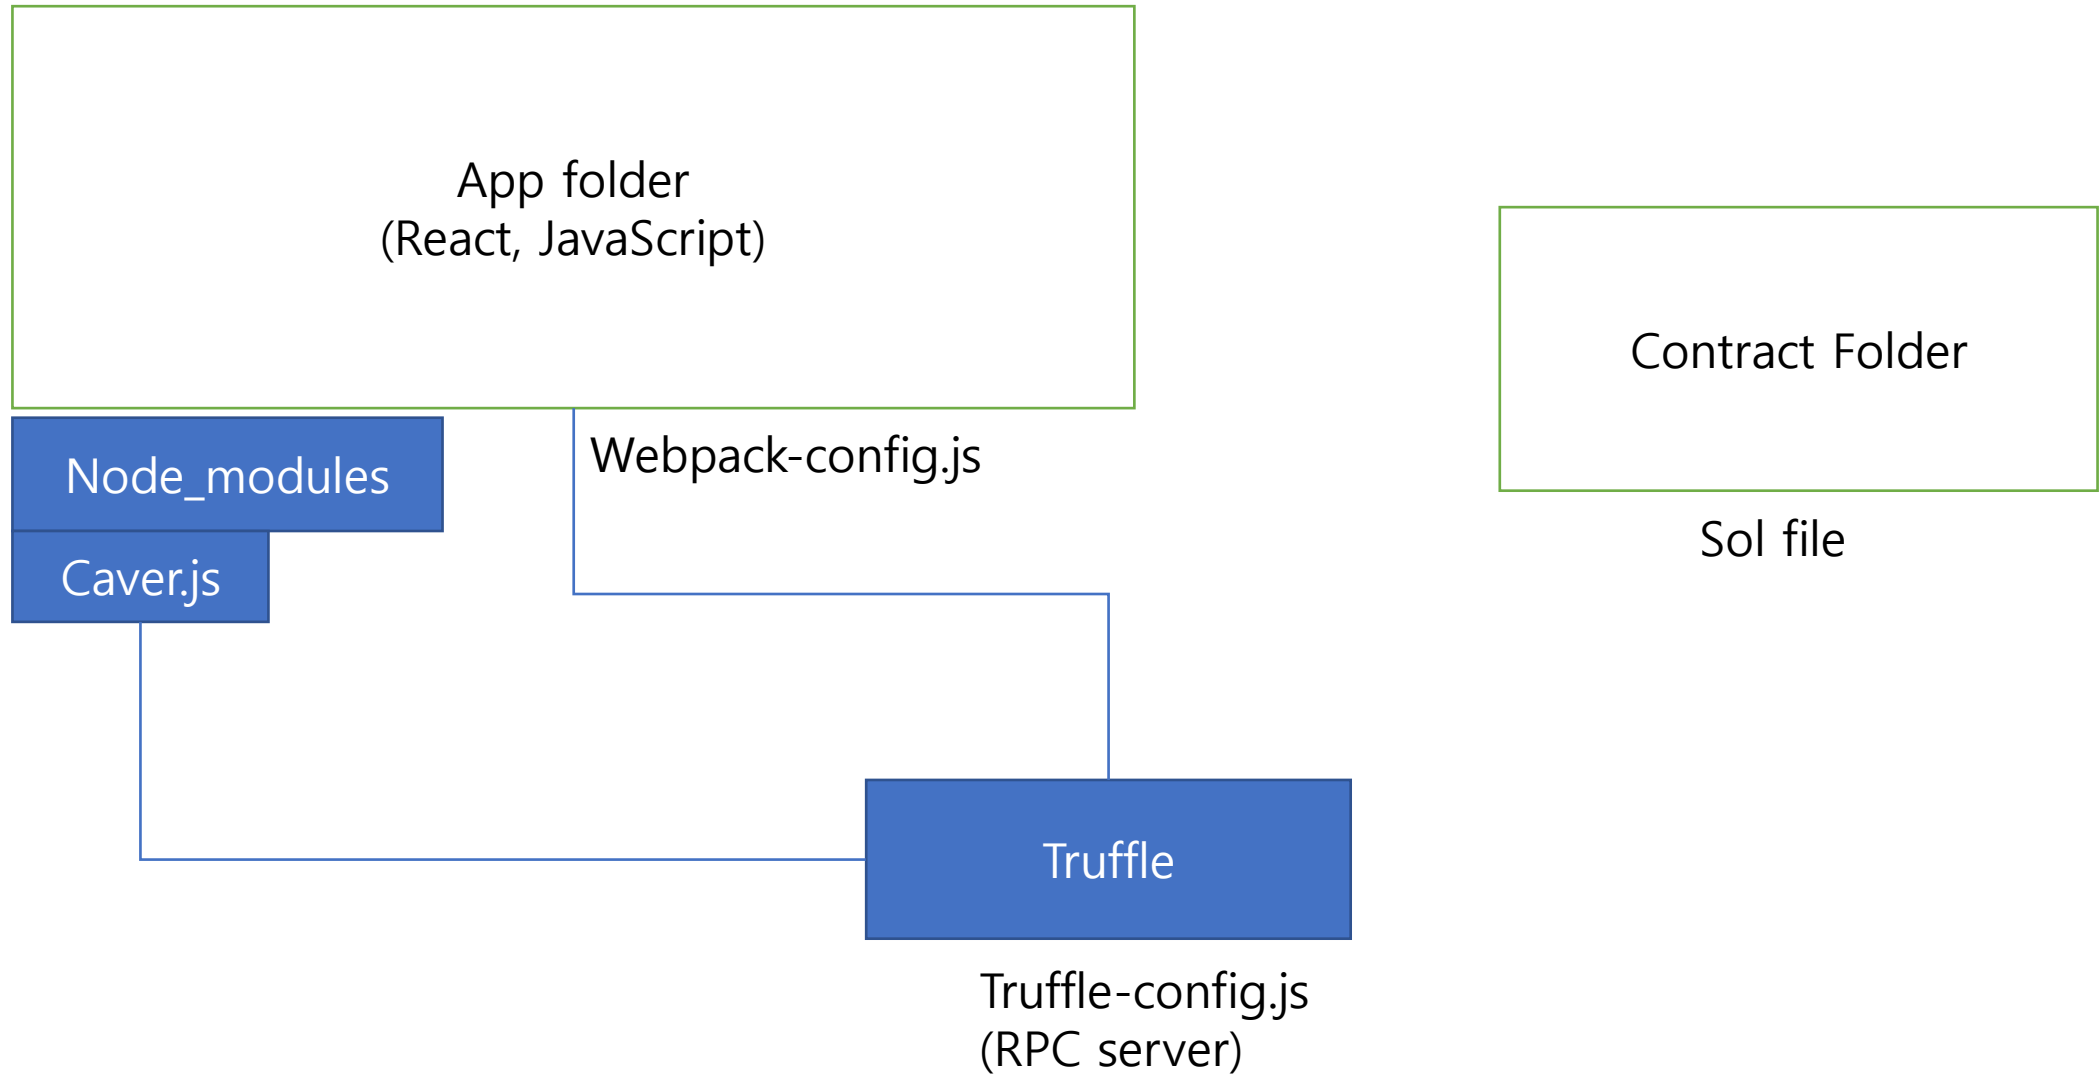 App folder
(React, JavaScript)
Contract Folder
Webpack-config.js
Node_modules
Sol file
Caver.js
Truffle
Truffle-config.js
(RPC server)